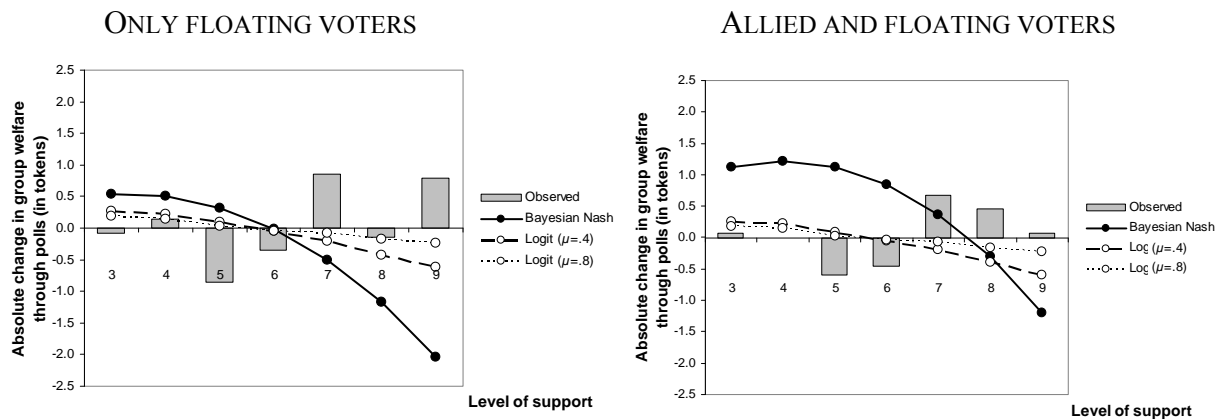 ONLY FLOATING VOTERS
Absolute change in group welfare
through polls (in tokens)
2.5
2.0
1.5
1.0
0.5
0.0
-0.5
-1.0
-1.5
-2.0
-2.5
3 4 5 6 7 8 9
Level of support
Observed
Bayesian Nash
Logit (μ=.4)
Logit (μ=.8)
ALLIED AND FLOATING VOTERS
Absolute change in group welfare
through polls (in tokens)
2.5
2.0
1.5
1.0
0.5
0.0
-0.5
-1.0
-1.5
-2.0
-2.5
3 4 5 6 7 8 9
Level of support
Observed
Bayesian Nash
Log (μ=.4)
Log (μ=.8)